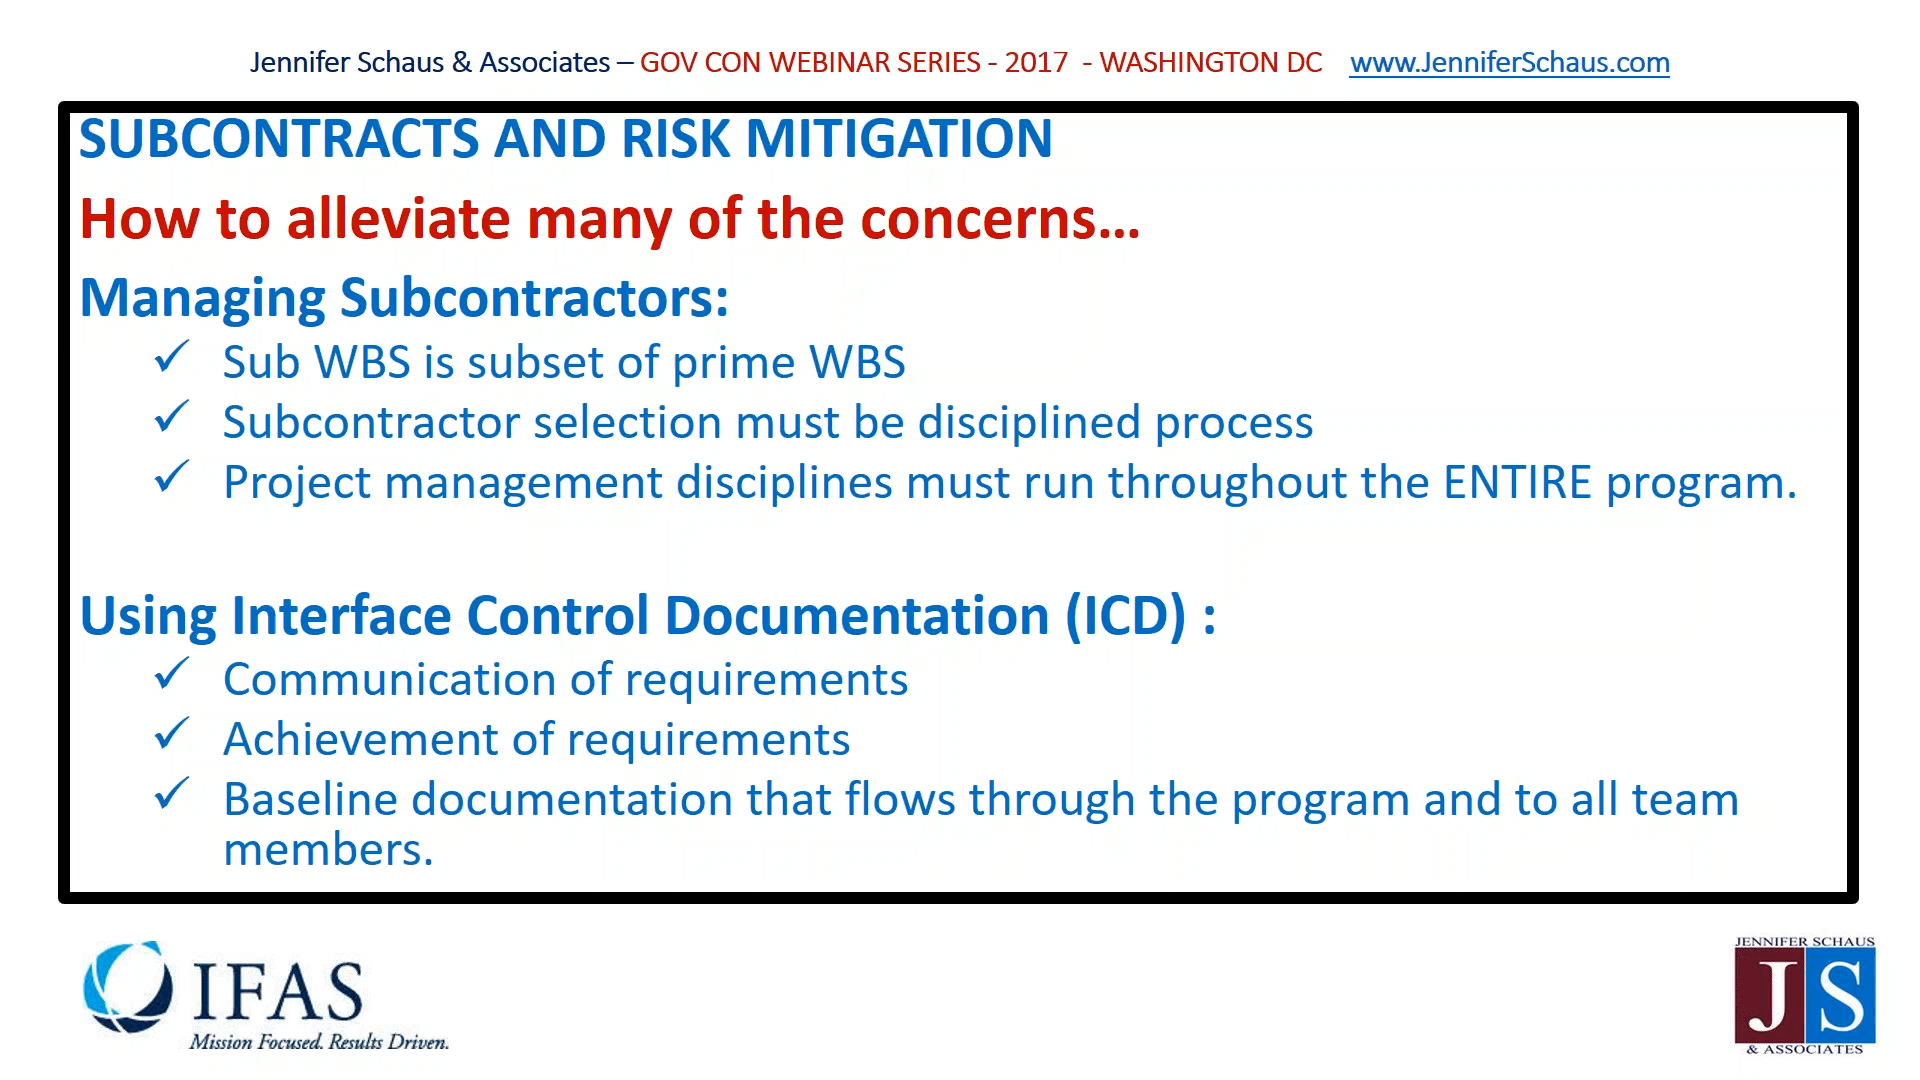 Jennifer Schaus & Associates – GOV CON WEBINAR SERIES - 2017 - WASHINGTON DC www.JenniferSchaus.com
SUBCONTRACTS AND RISK MITIGATION
How to alleviate many of the concerns...
Managing Subcontractors:
✓ Sub WBS is subset of prime WBS
✓ Subcontractor selection must be disciplined process
✓ Project management disciplines must run throughout the ENTIRE program.
Using Interface Control Documentation (ICD) :
✓ Communication of requirements
✓ Achievement of requirements
✓ Baseline documentation that flows through the program and to all team
members.
IFAS
Mission Focused. Results Driven.
JENNIFER SCHAUS
JS
& ASSOCIATES